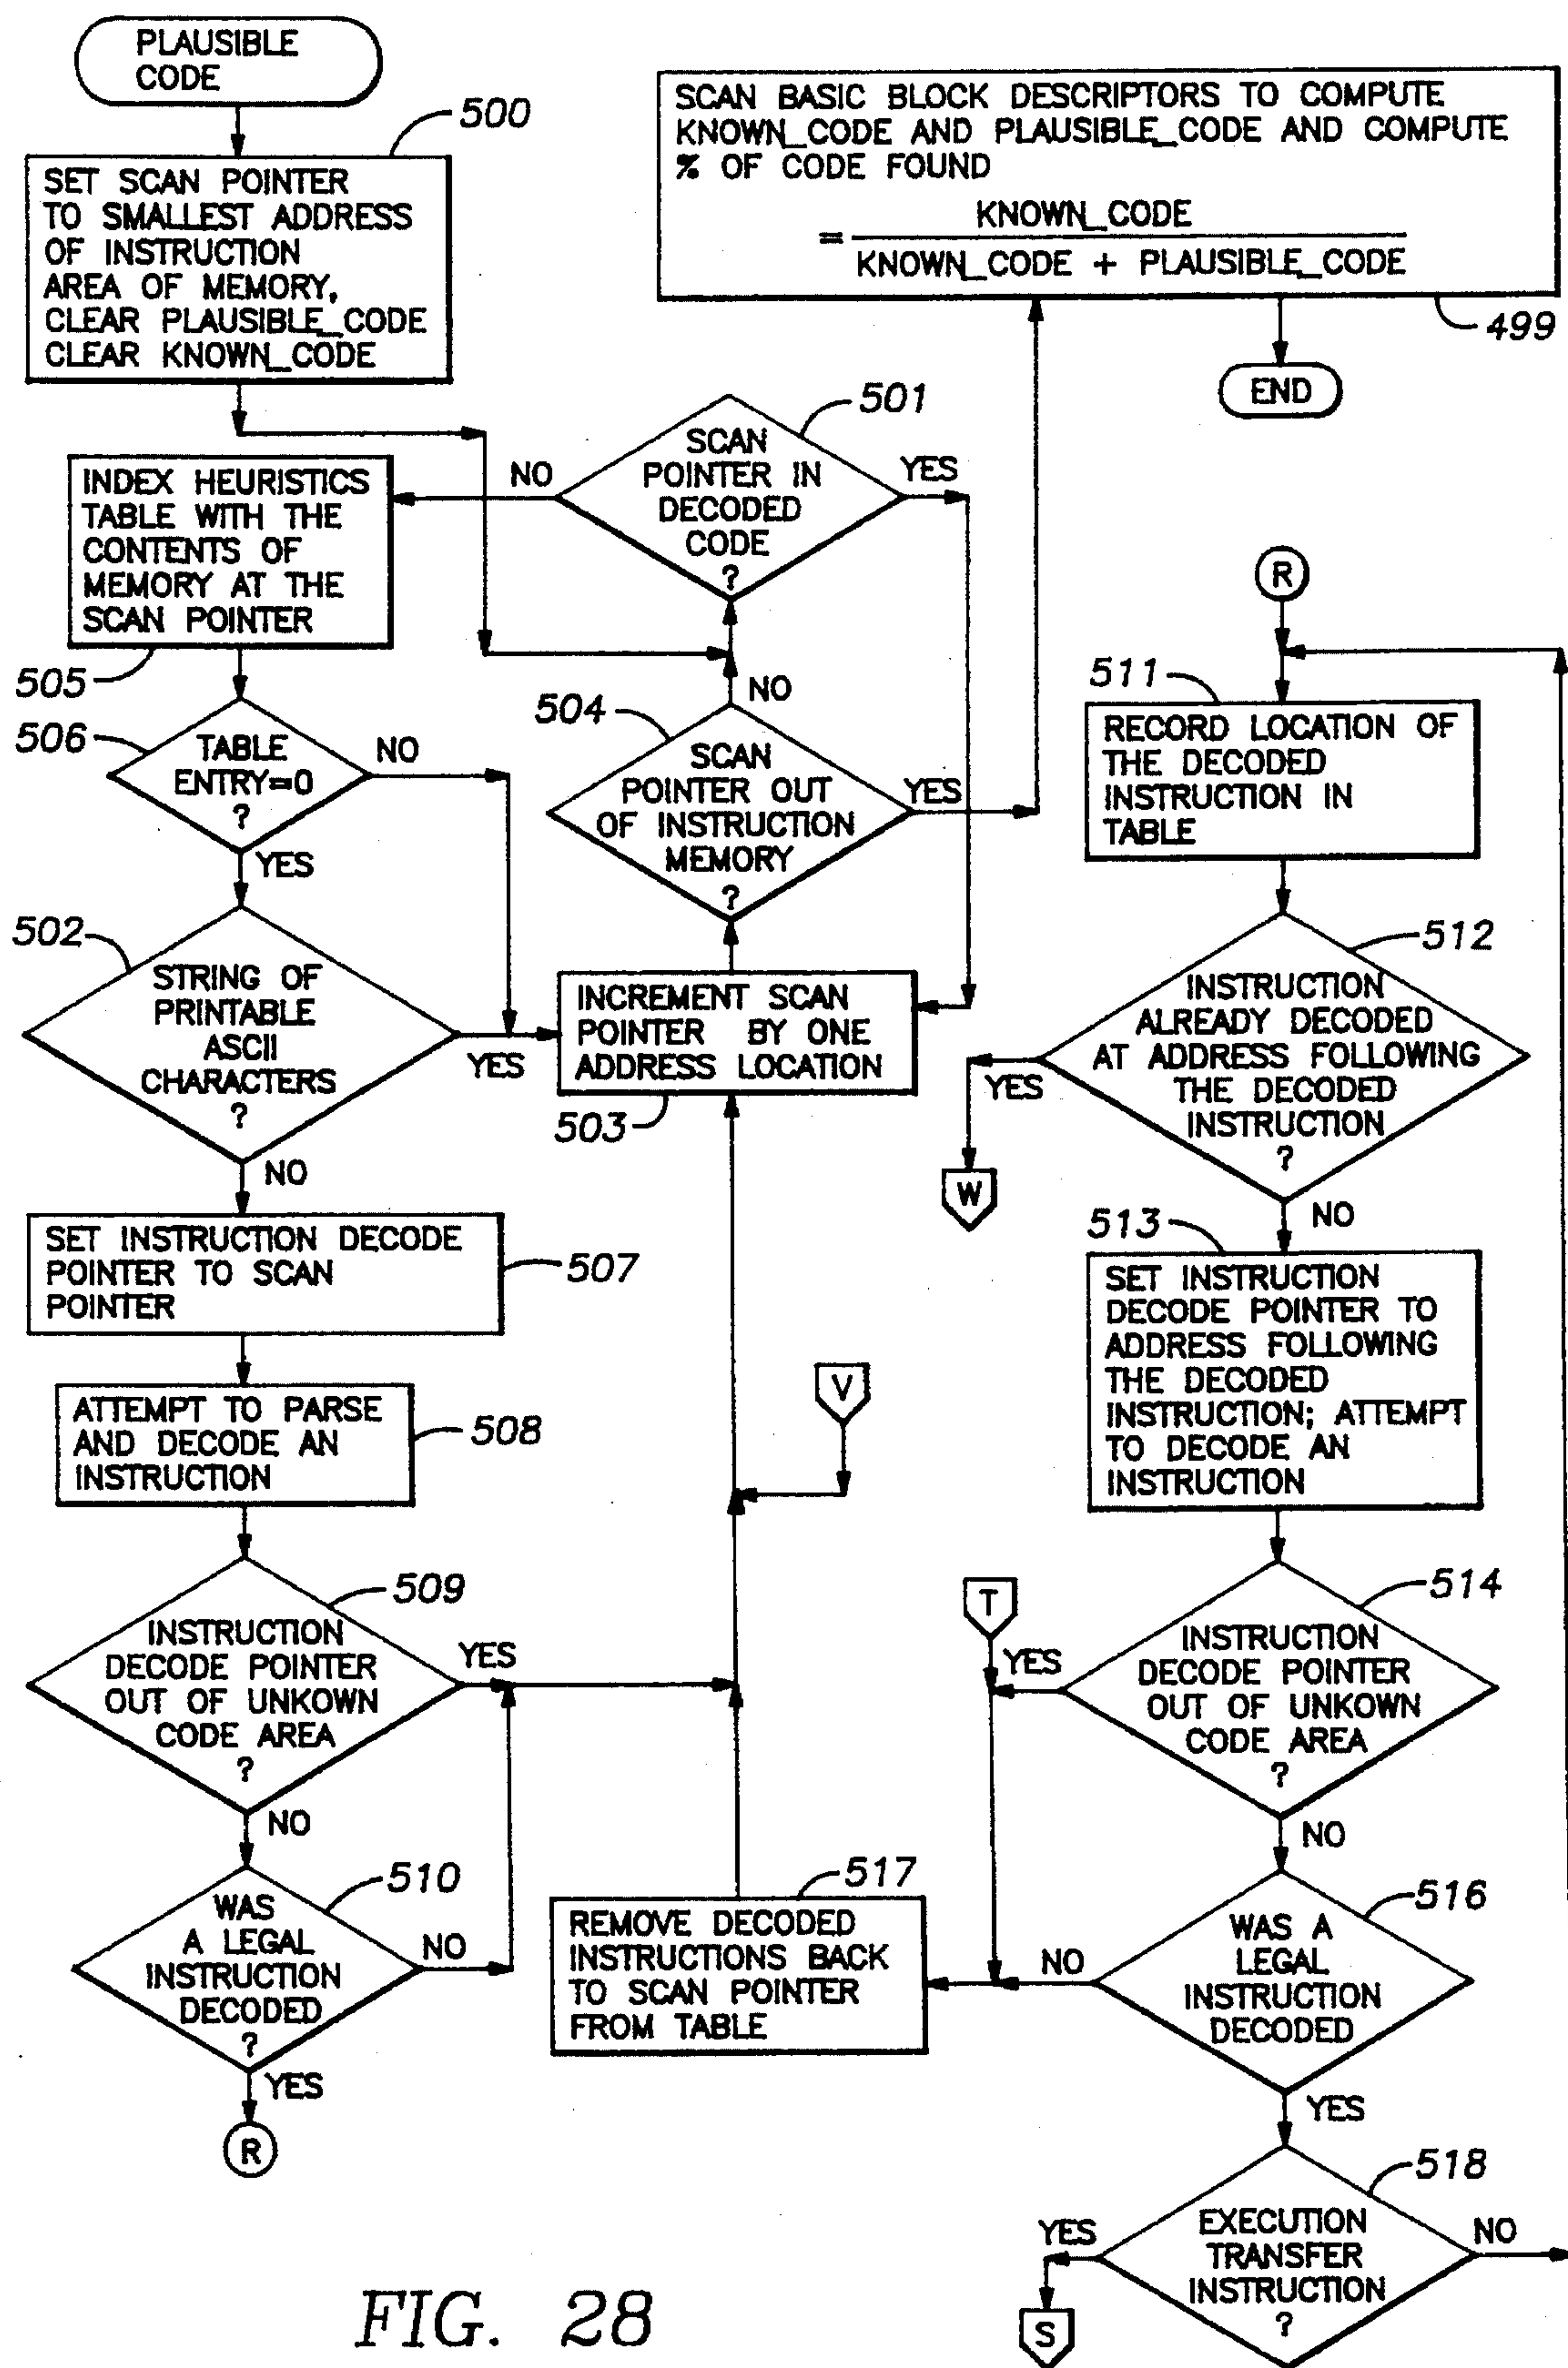 PLAUSIBLE
CODE
500
SET SCAN POINTER
TO SMALLEST ADDRESS
OF INSTRUCTION
AREA OF MEMORY,
CLEAR PLAUSIBLE_CODE
CLEAR KNOWN_CODE
SCAN BASIC BLOCK DESCRIPTORS TO COMPUTE
KNOWN_CODE AND PLAUSIBLE_CODE AND COMPUTE
% OF CODE FOUND
KNOWN_CODE
=
KNOWN_CODE + PLAUSIBLE_CODE
499
END
501
SCAN
POINTER IN
DECODED
CODE
?
NO
YES
INDEX HEURISTICS
TABLE WITH THE
CONTENTS OF
MEMORY AT THE
SCAN POINTER
505
506
TABLE
ENTRY=0
?
NO
YES
504
SCAN
POINTER OUT
OF INSTRUCTION
MEMORY
?
NO
YES
502
STRING OF
PRINTABLE
ASCII
CHARACTERS
?
YES
NO
INCREMENT SCAN
POINTER BY ONE
ADDRESS LOCATION
503
SET INSTRUCTION DECODE
POINTER TO SCAN
POINTER
507
ATTEMPT TO PARSE
AND DECODE AN
INSTRUCTION
508
V
509
INSTRUCTION
DECODE POINTER
OUT OF UNKOWN
CODE AREA
?
YES
NO
510
WAS
A LEGAL
INSTRUCTION
DECODED
?
NO
YES
R
517
REMOVE DECODED
INSTRUCTIONS BACK
TO SCAN POINTER
FROM TABLE
R
511
RECORD LOCATION OF
THE DECODED
INSTRUCTION IN
TABLE
512
INSTRUCTION
ALREADY DECODED
AT ADDRESS FOLLOWING
THE DECODED
INSTRUCTION
?
YES
W
NO
513
SET INSTRUCTION
DECODE POINTER TO
ADDRESS FOLLOWING
THE DECODED
INSTRUCTION; ATTEMPT
TO DECODE AN
INSTRUCTION
T
514
INSTRUCTION
DECODE POINTER
OUT OF UNKOWN
CODE AREA
?
YES
NO
516
WAS A
LEGAL
INSTRUCTION
DECODED
NO
YES
518
EXECUTION
TRANSFER
INSTRUCTION
?
YES
NO
S
FIG. 28